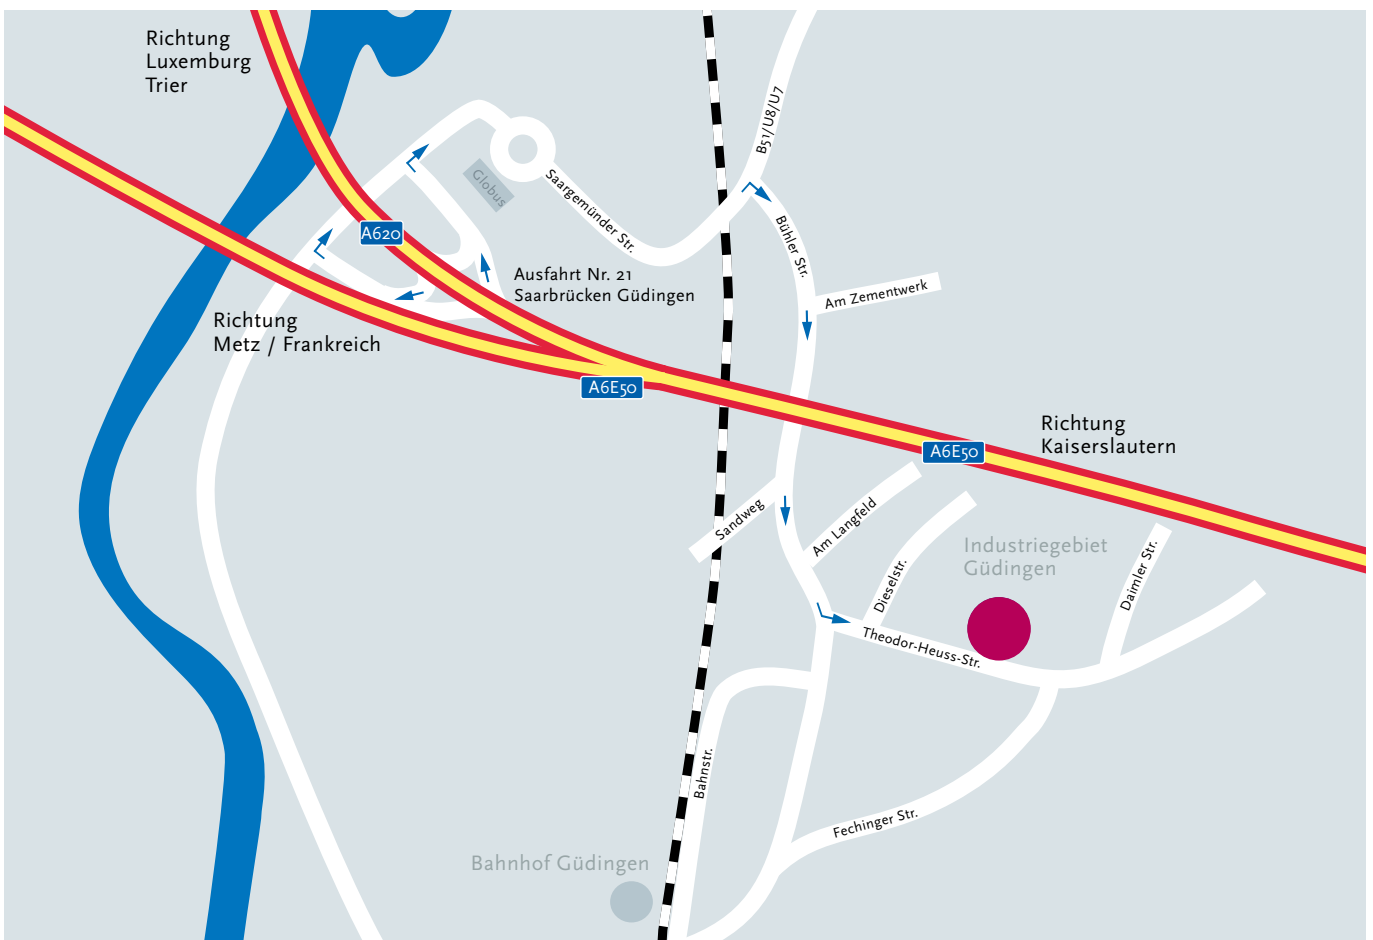 Richtung
Luxemburg
Trier
B51/U8/U7
Globus
Saargemünder Str.
A620
Bühler Str.
Ausfahrt Nr. 21
Saarbrücken Güdingen
Am Zementwerk
Richtung
Metz / Frankreich
A6E50
Richtung
Kaiserslautern
A6E50
Sandweg
Am Langfeld
Industriegebiet
Güdingen
Dieselstr.
Daimler Str.
Theodor-Heuss-Str.
Bahnstr.
Fechinger Str.
Bahnhof Güdingen